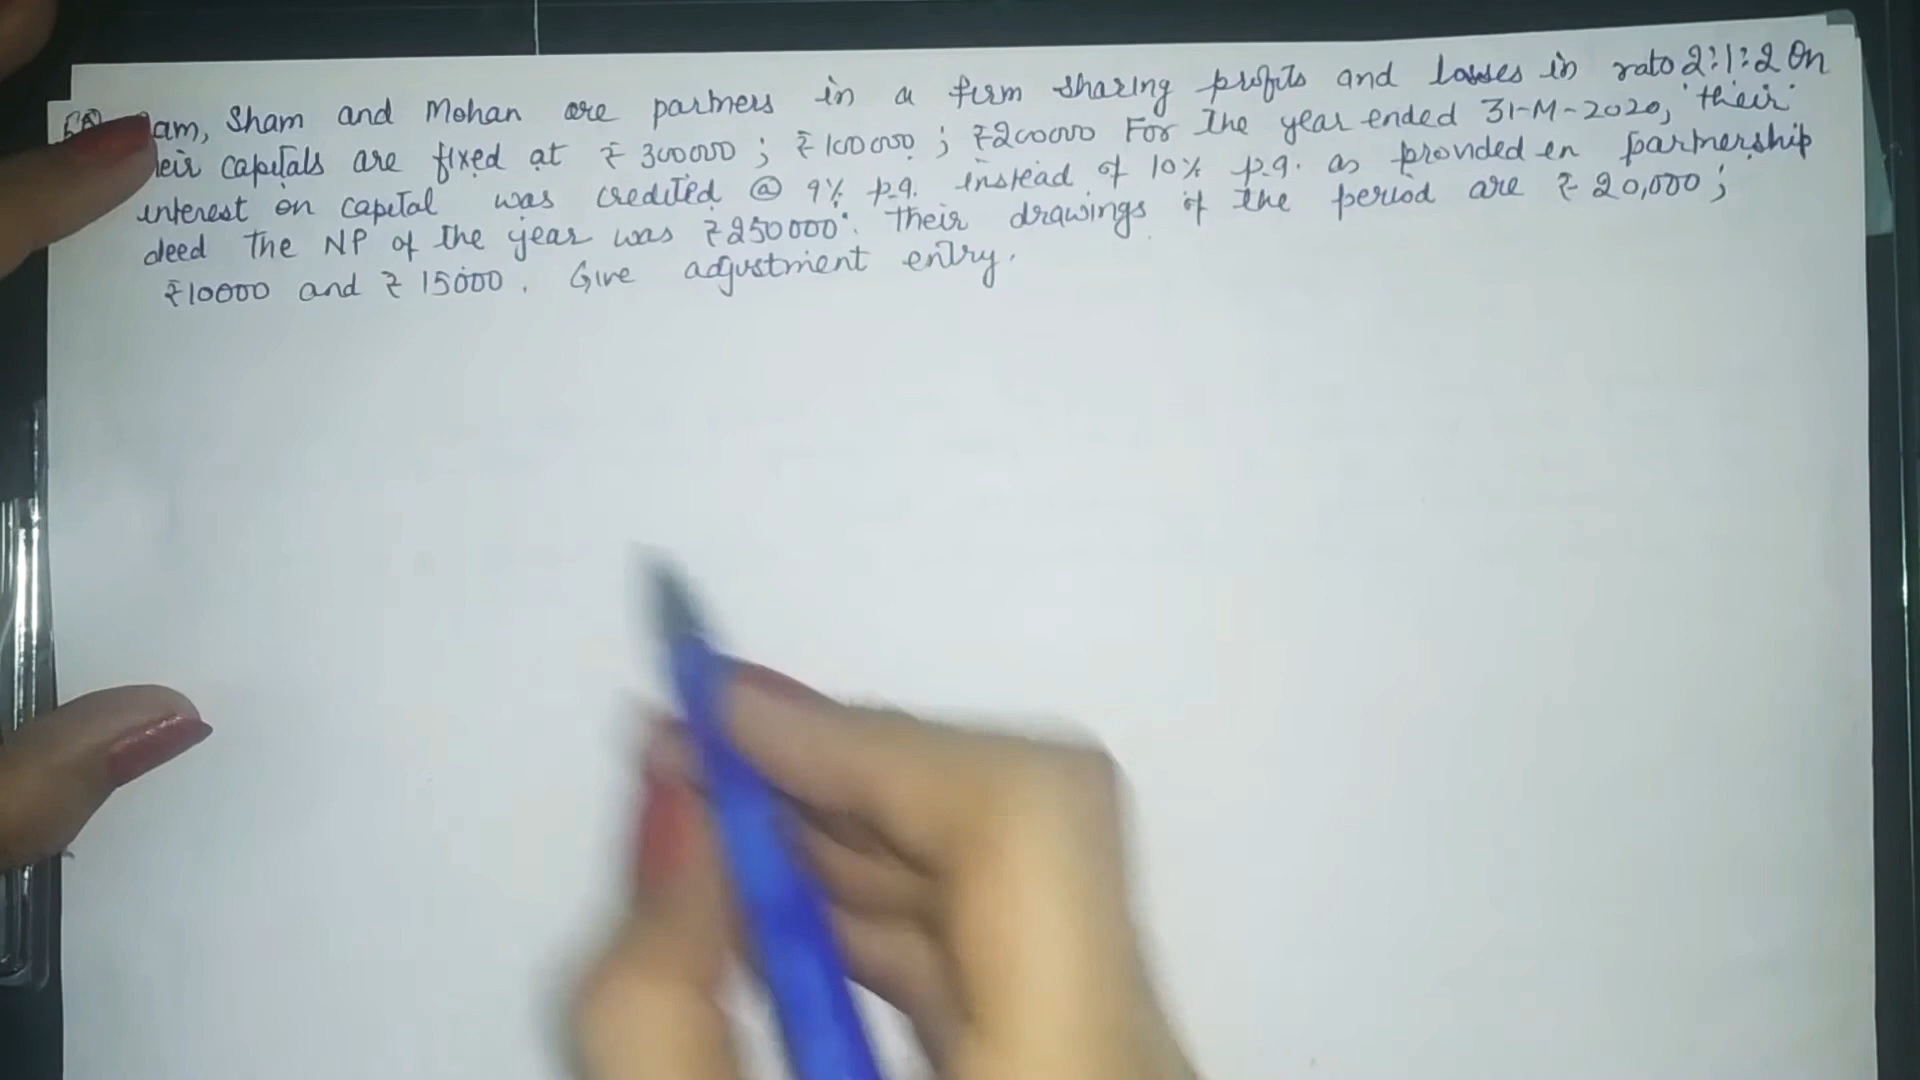 am, Sham and Mohan are partners in a firm sharing profits and losses in rato 2:1:2 On
eir capitals are fixed at ₹ 300000 ; ₹ 100000 ; ₹200000 For The year ended 31-M-2020, their
interest on capital was credited @ 9% p.a. instead of 10% p.a. as provided in partnership
deed The NP of the year was ₹250000. Their drawings of the period are ₹ 20,000 ;
₹10000 and ₹ 15000. Give adjustment entry.